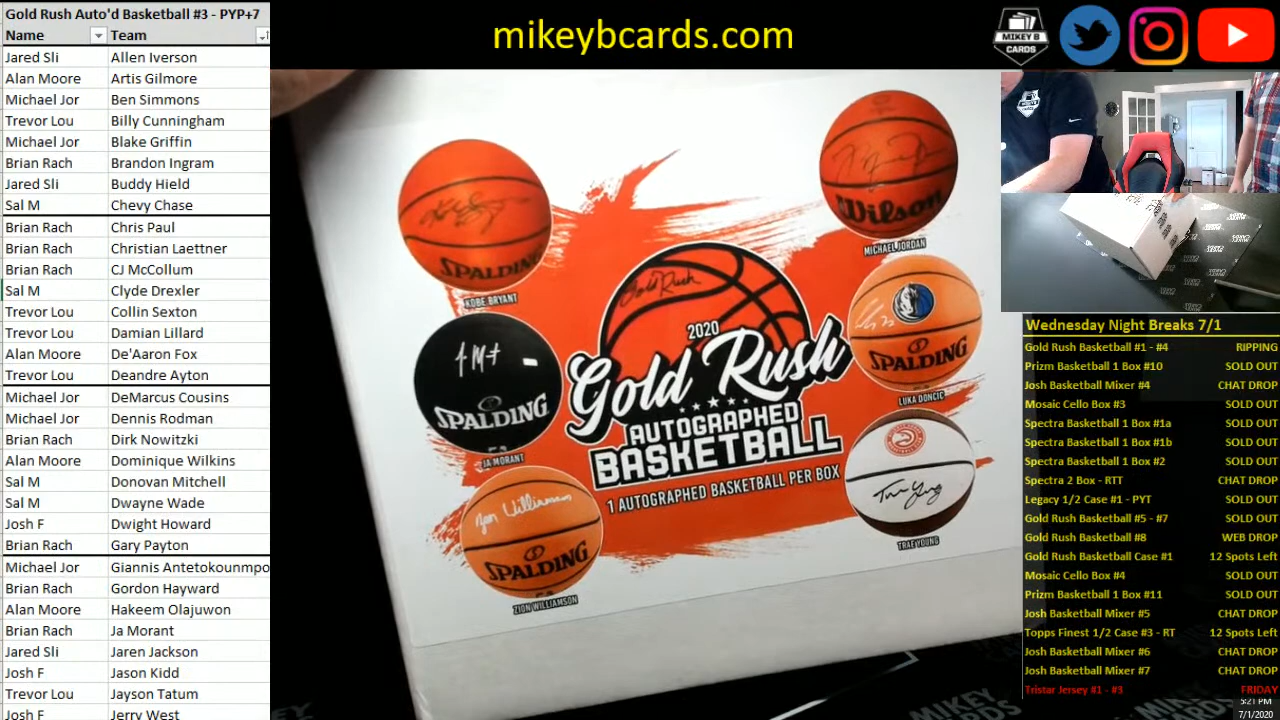 Gold Rush Auto'd Basketball #3 - PYP+7
Name Team
Jared Sli Allen Iverson
Alan Moore Artis Gilmore
Michael Jor Ben Simmons
Trevor Lou Billy Cunningham
Michael Jor Blake Griffin
Brian Rach Brandon Ingram
Jared Sli Buddy Hield
Sal M Chevy Chase
Brian Rach Chris Paul
Brian Rach Christian Laettner
Brian Rach CJ McCollum
Sal M Clyde Drexler
Trevor Lou Collin Sexton
Trevor Lou Damian Lillard
Alan Moore De'Aaron Fox
Trevor Lou Deandre Ayton
Michael Jor DeMarcus Cousins
Michael Jor Dennis Rodman
Brian Rach Dirk Nowitzki
Alan Moore Dominique Wilkins
Sal M Donovan Mitchell
Sal M Dwayne Wade
Josh F Dwight Howard
Brian Rach Gary Payton
Michael Jor Giannis Antetokounmpo
Brian Rach Gordon Hayward
Alan Moore Hakeem Olajuwon
Brian Rach Ja Morant
Jared Sli Jaren Jackson
Josh F Jason Kidd
Trevor Lou Jayson Tatum
Josh F Jerry West
mikeybcards.com
MIKEY B
CARDS
SPALDING
KOBE BRYANT
Wilson
MICHAEL JORDAN
SPALDING
JA MORANT
SPALDING
LUKA DONCIC
Zion Williamson
SPALDING
ZION WILLIAMSON
Trae Young
TRAE YOUNG
Gold Rush
2020
Gold Rush
AUTOGRAPHED
BASKETBALL
1 AUTOGRAPHED BASKETBALL PER BOX
MIKEY
CARDS
Wednesday Night Breaks 7/1
Gold Rush Basketball #1 - #4 RIPPING
Prizm Basketball 1 Box #10 SOLD OUT
Josh Basketball Mixer #4 CHAT DROP
Mosaic Cello Box #3 SOLD OUT
Spectra Basketball 1 Box #1a SOLD OUT
Spectra Basketball 1 Box #1b SOLD OUT
Spectra Basketball 1 Box #2 SOLD OUT
Spectra 2 Box - RTT CHAT DROP
Legacy 1/2 Case #1 - PYT SOLD OUT
Gold Rush Basketball #5 - #7 SOLD OUT
Gold Rush Basketball #8 WEB DROP
Gold Rush Basketball Case #1 12 Spots Left
Mosaic Cello Box #4 SOLD OUT
Prizm Basketball 1 Box #11 SOLD OUT
Josh Basketball Mixer #5 CHAT DROP
Topps Finest 1/2 Case #3 - RT 12 Spots Left
Josh Basketball Mixer #6 CHAT DROP
Josh Basketball Mixer #7 CHAT DROP
Tristar Jersey #1 - #3 FRIDAY
5:21 PM
7/1/2020